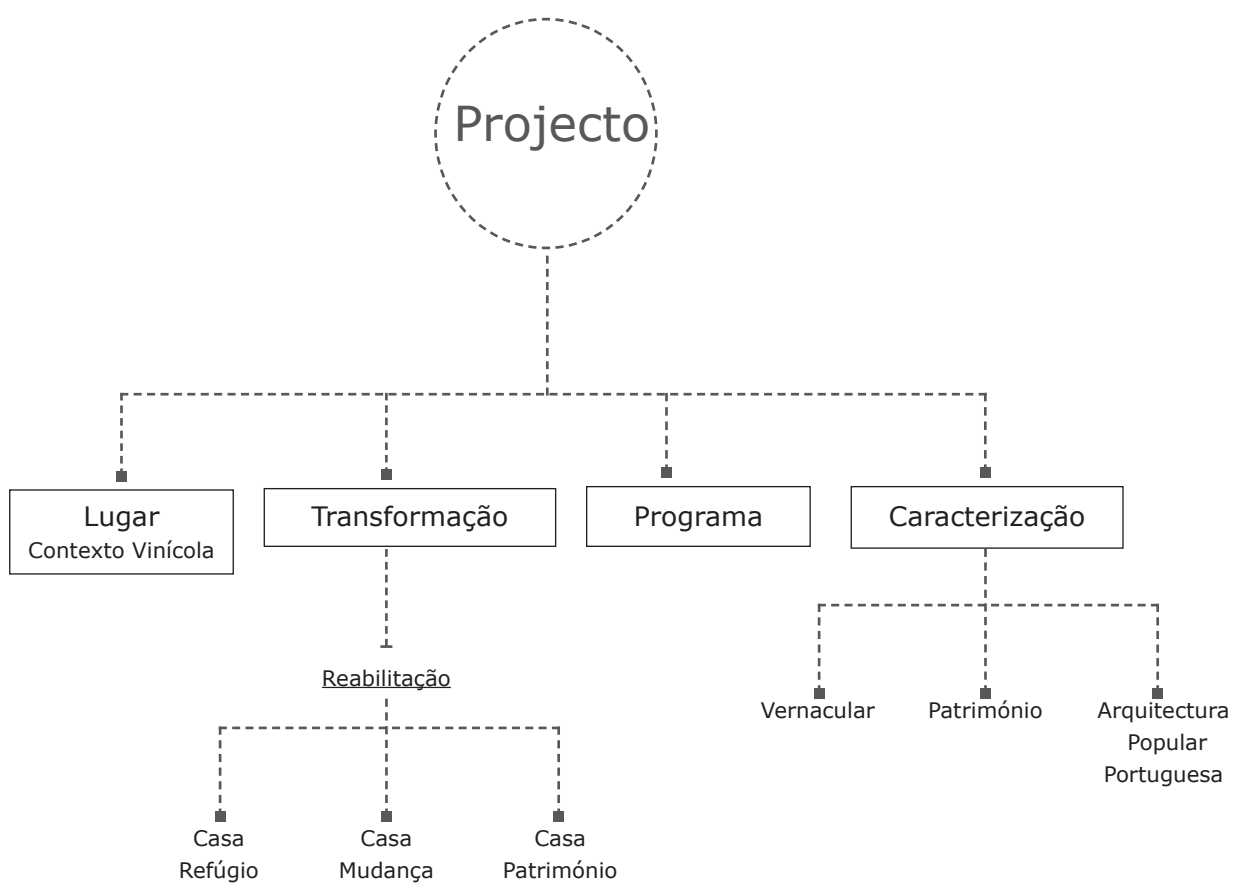 Projecto
Lugar
Contexto Vinícola
Transformação
Programa
Caracterização
Reabilitação
Vernacular
Património
Arquitectura
Popular
Portuguesa
Casa
Refúgio
Casa
Mudança
Casa
Património